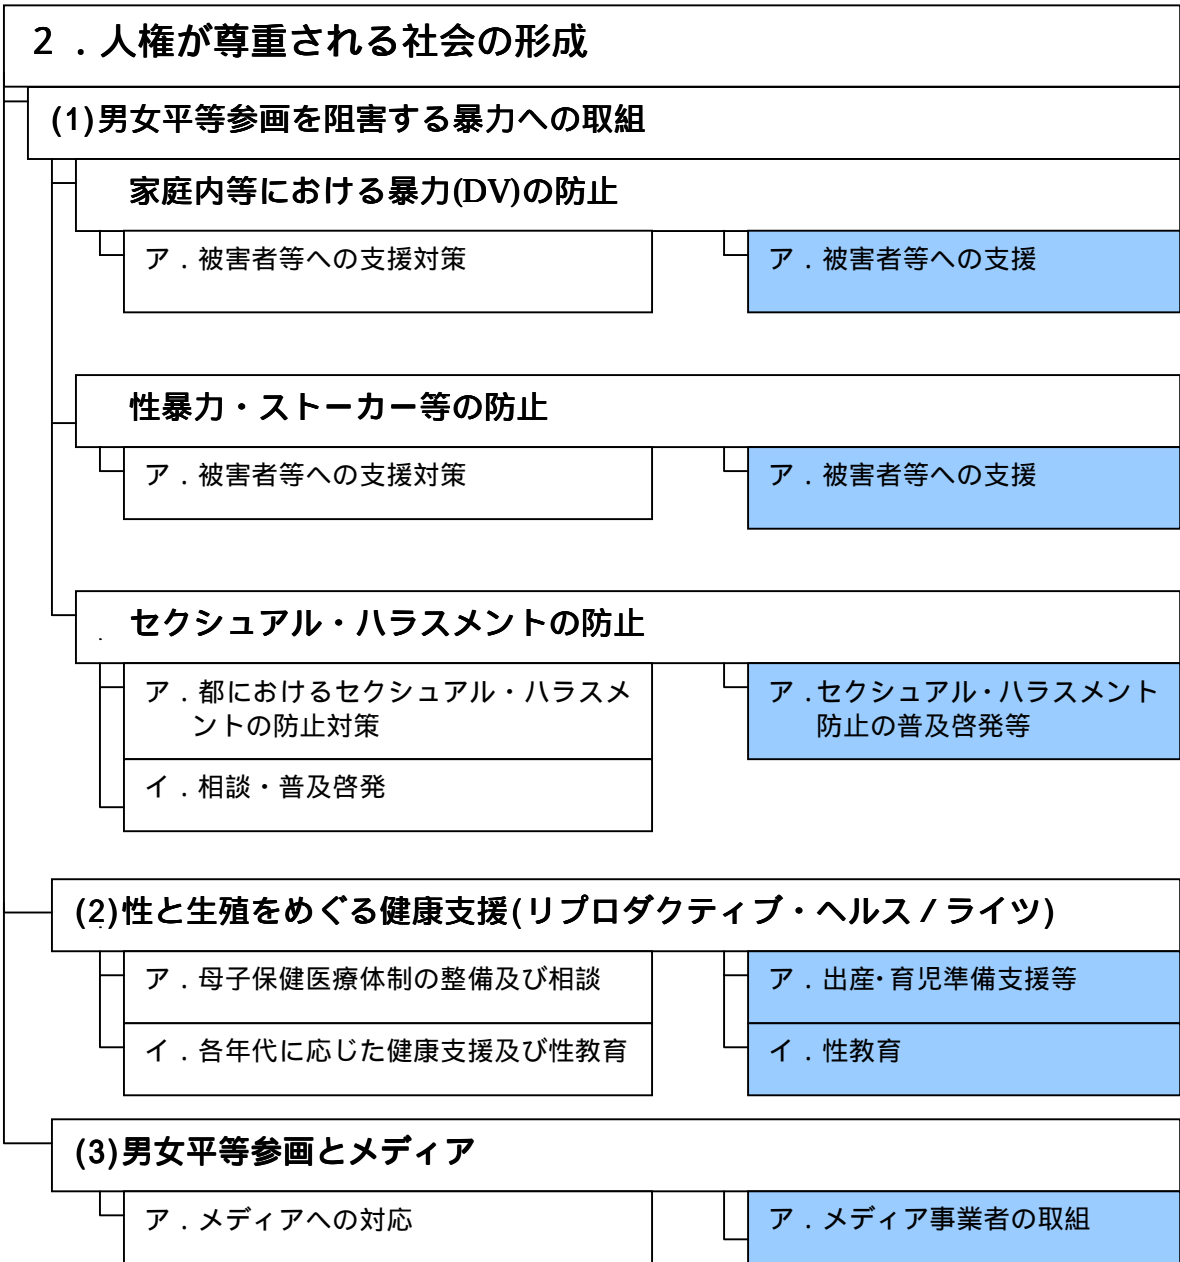 ２．人権が尊重される社会の形成
(1)男女平等参画を阻害する暴力への取組
家庭内等における暴力(DV)の防止
ア．被害者等への支援対策
ア．被害者等への支援
性暴力・ストーカー等の防止
ア．被害者等への支援対策
ア．被害者等への支援
セクシュアル・ハラスメントの防止
ア．都におけるセクシュアル・ハラスメ
ントの防止対策
イ．相談・普及啓発
ア．セクシュアル・ハラスメント
防止の普及啓発等
(2)性と生殖をめぐる健康支援(リプロダクティブ・ヘルス／ライツ)
ア．母子保健医療体制の整備及び相談
イ．各年代に応じた健康支援及び性教育
ア．出産・育児準備支援等
イ．性教育
(3)男女平等参画とメディア
ア．メディアへの対応
ア．メディア事業者の取組